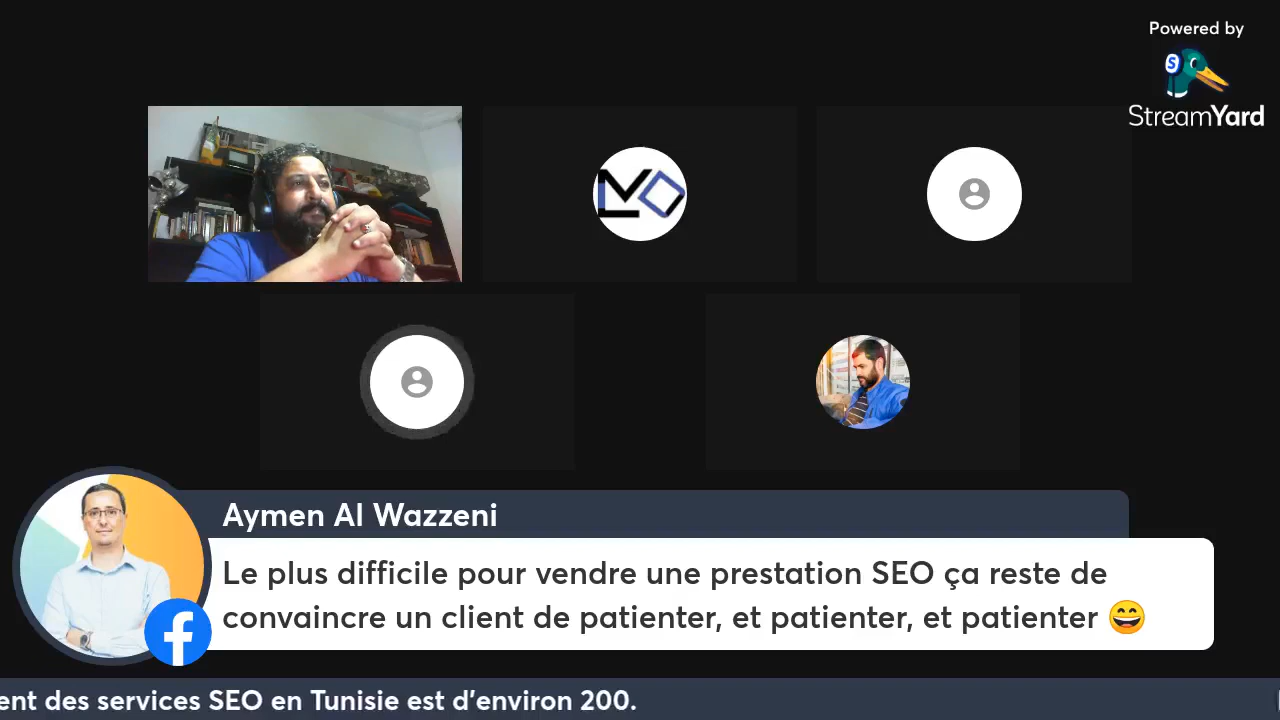 Powered by
StreamYard
Aymen Al Wazzeni
Le plus difficile pour vendre une prestation SEO ça reste de
convaincre un client de patienter, et patienter, et patienter 😄
des services SEO en Tunisie est d'environ 200.